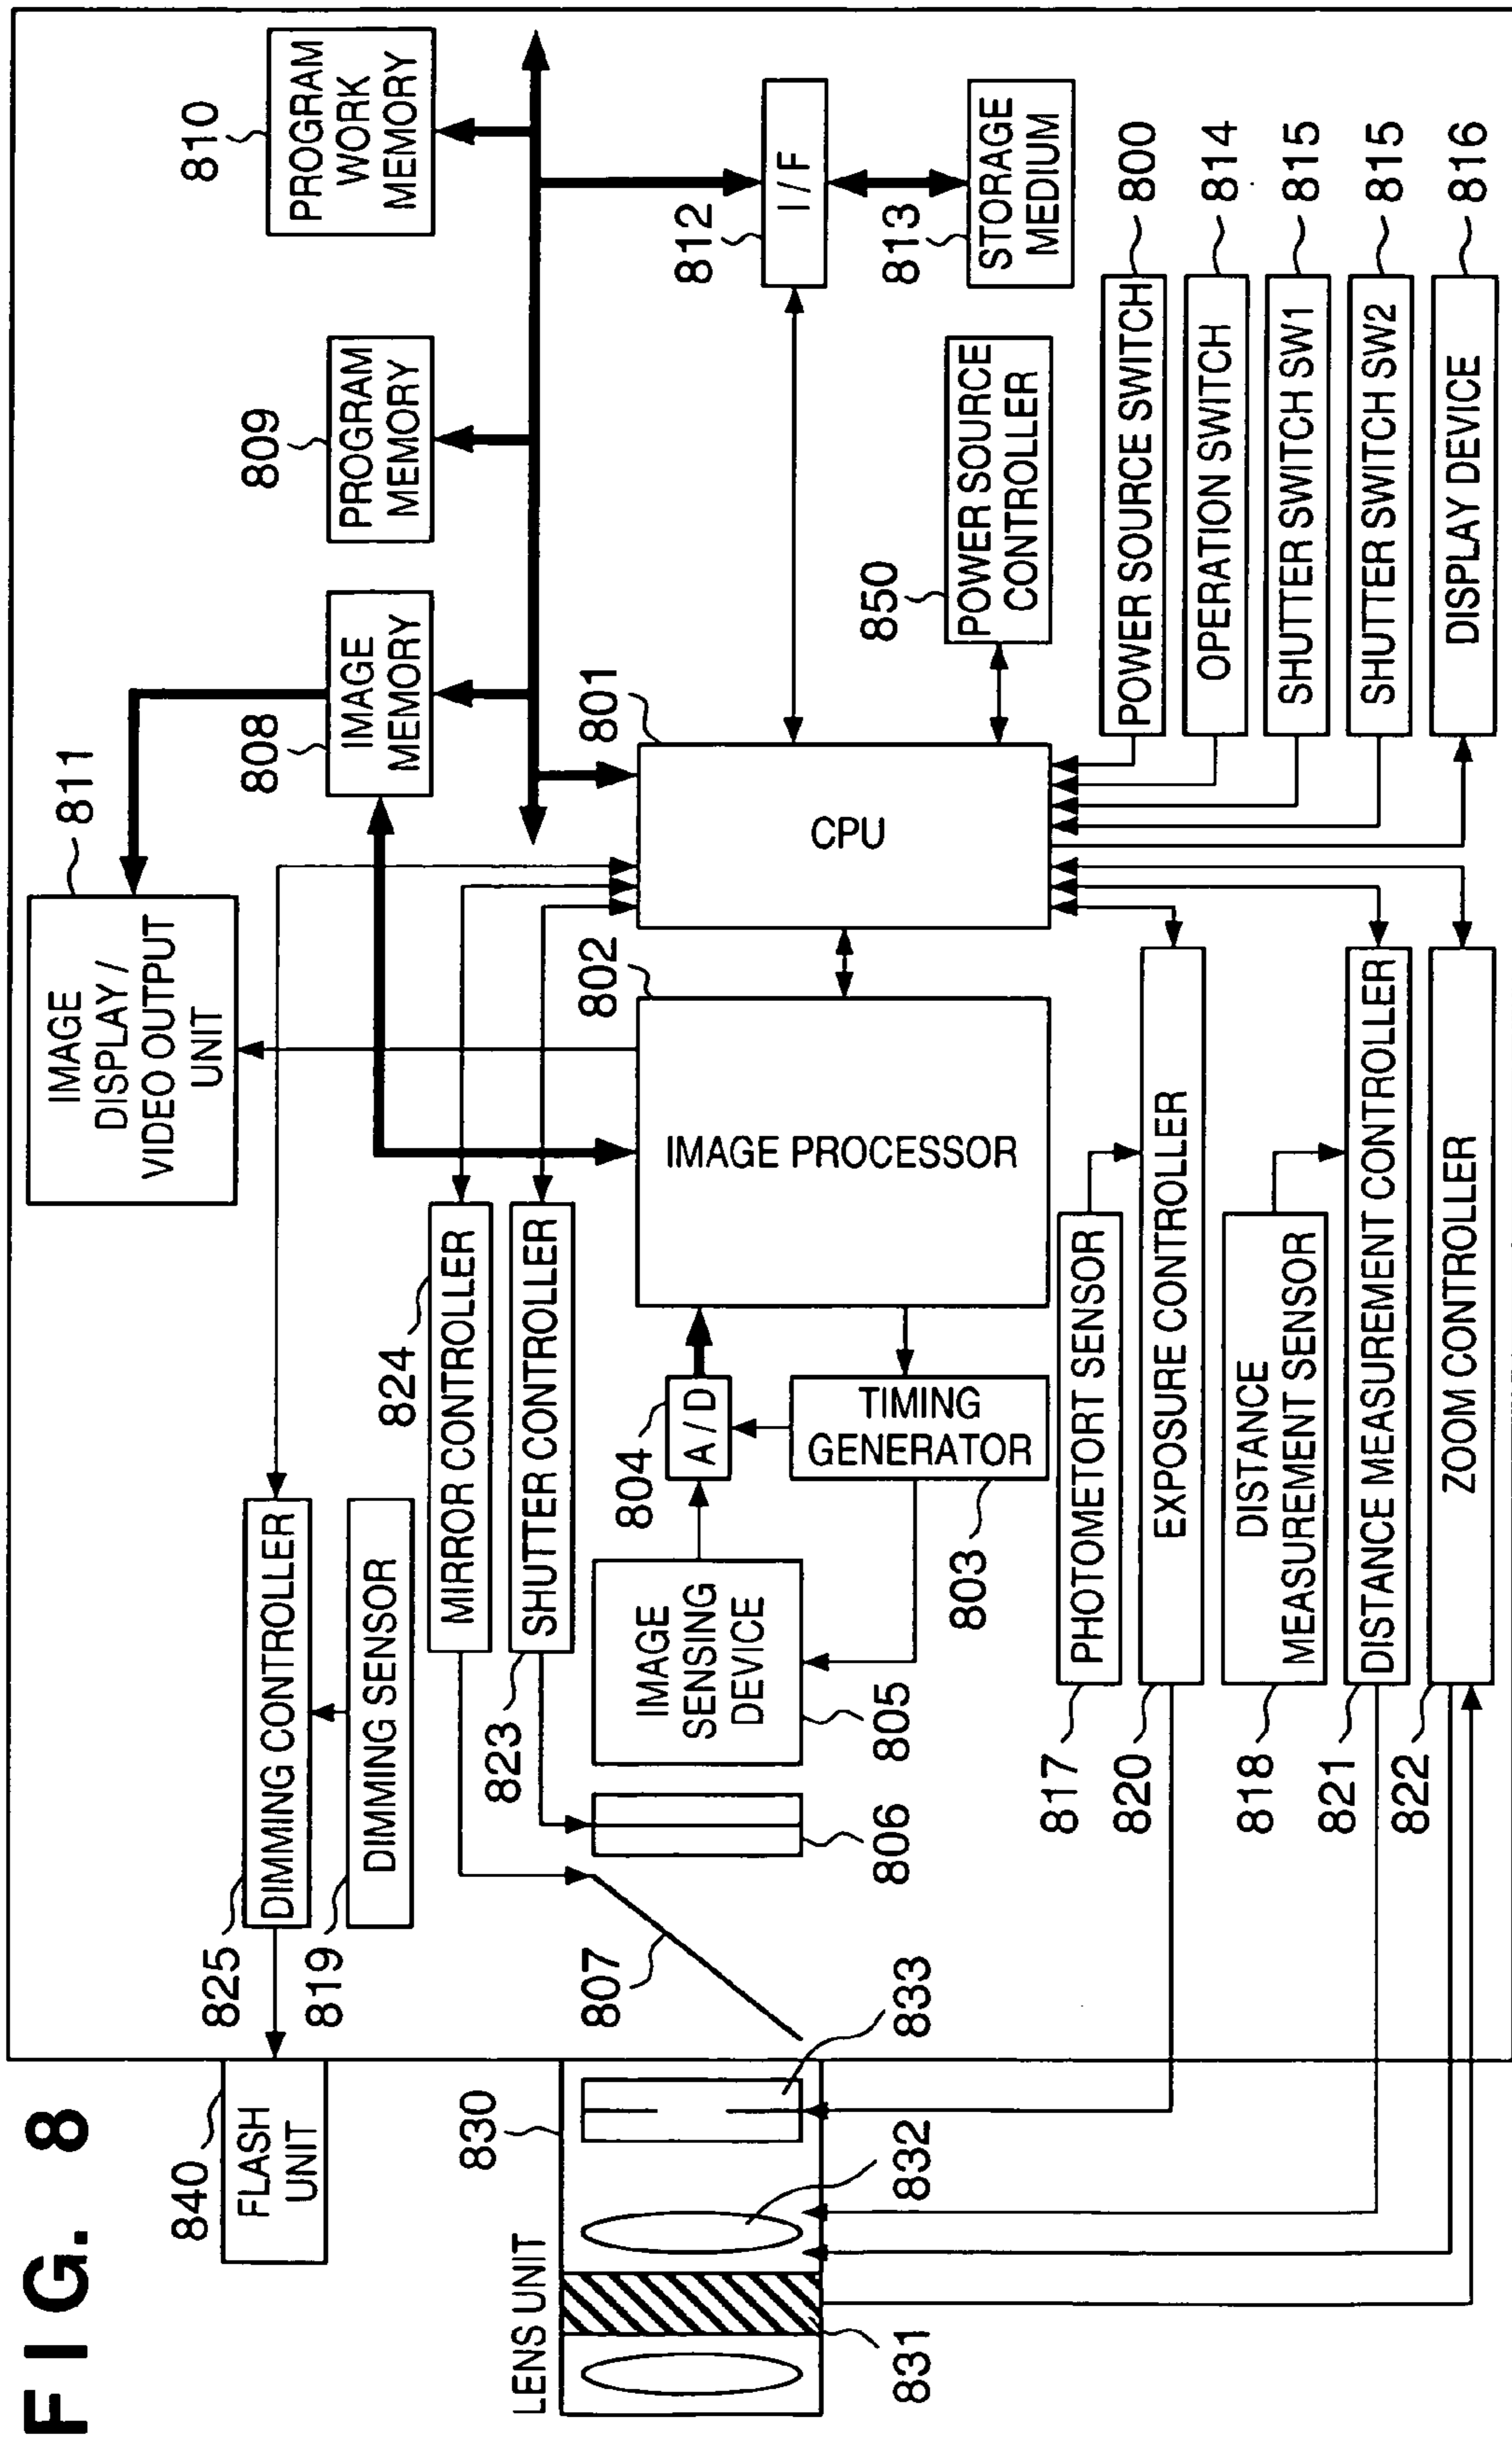 FIG. 8
840
FLASH
UNIT
825
DIMMING CONTROLLER
819
DIMMING SENSOR
811
IMAGE
DISPLAY /
VIDEO OUTPUT
UNIT
808
IMAGE
MEMORY
809
PROGRAM
MEMORY
810
PROGRAM
WORK
MEMORY
824
MIRROR CONTROLLER
823
SHUTTER CONTROLLER
LENS UNIT
830
831
832
833
807
806
IMAGE
SENSING
DEVICE
805
804
A / D
TIMING
GENERATOR
803
802
IMAGE PROCESSOR
801
CPU
812
I / F
813
STORAGE
MEDIUM
850
POWER SOURCE
CONTROLLER
817
PHOTOMETORT SENSOR
820
EXPOSURE CONTROLLER
818
DISTANCE
MEASUREMENT SENSOR
821
DISTANCE MEASUREMENT CONTROLLER
822
ZOOM CONTROLLER
POWER SOURCE SWITCH
800
OPERATION SWITCH
814
SHUTTER SWITCH SW1
815
SHUTTER SWITCH SW2
815
DISPLAY DEVICE
816